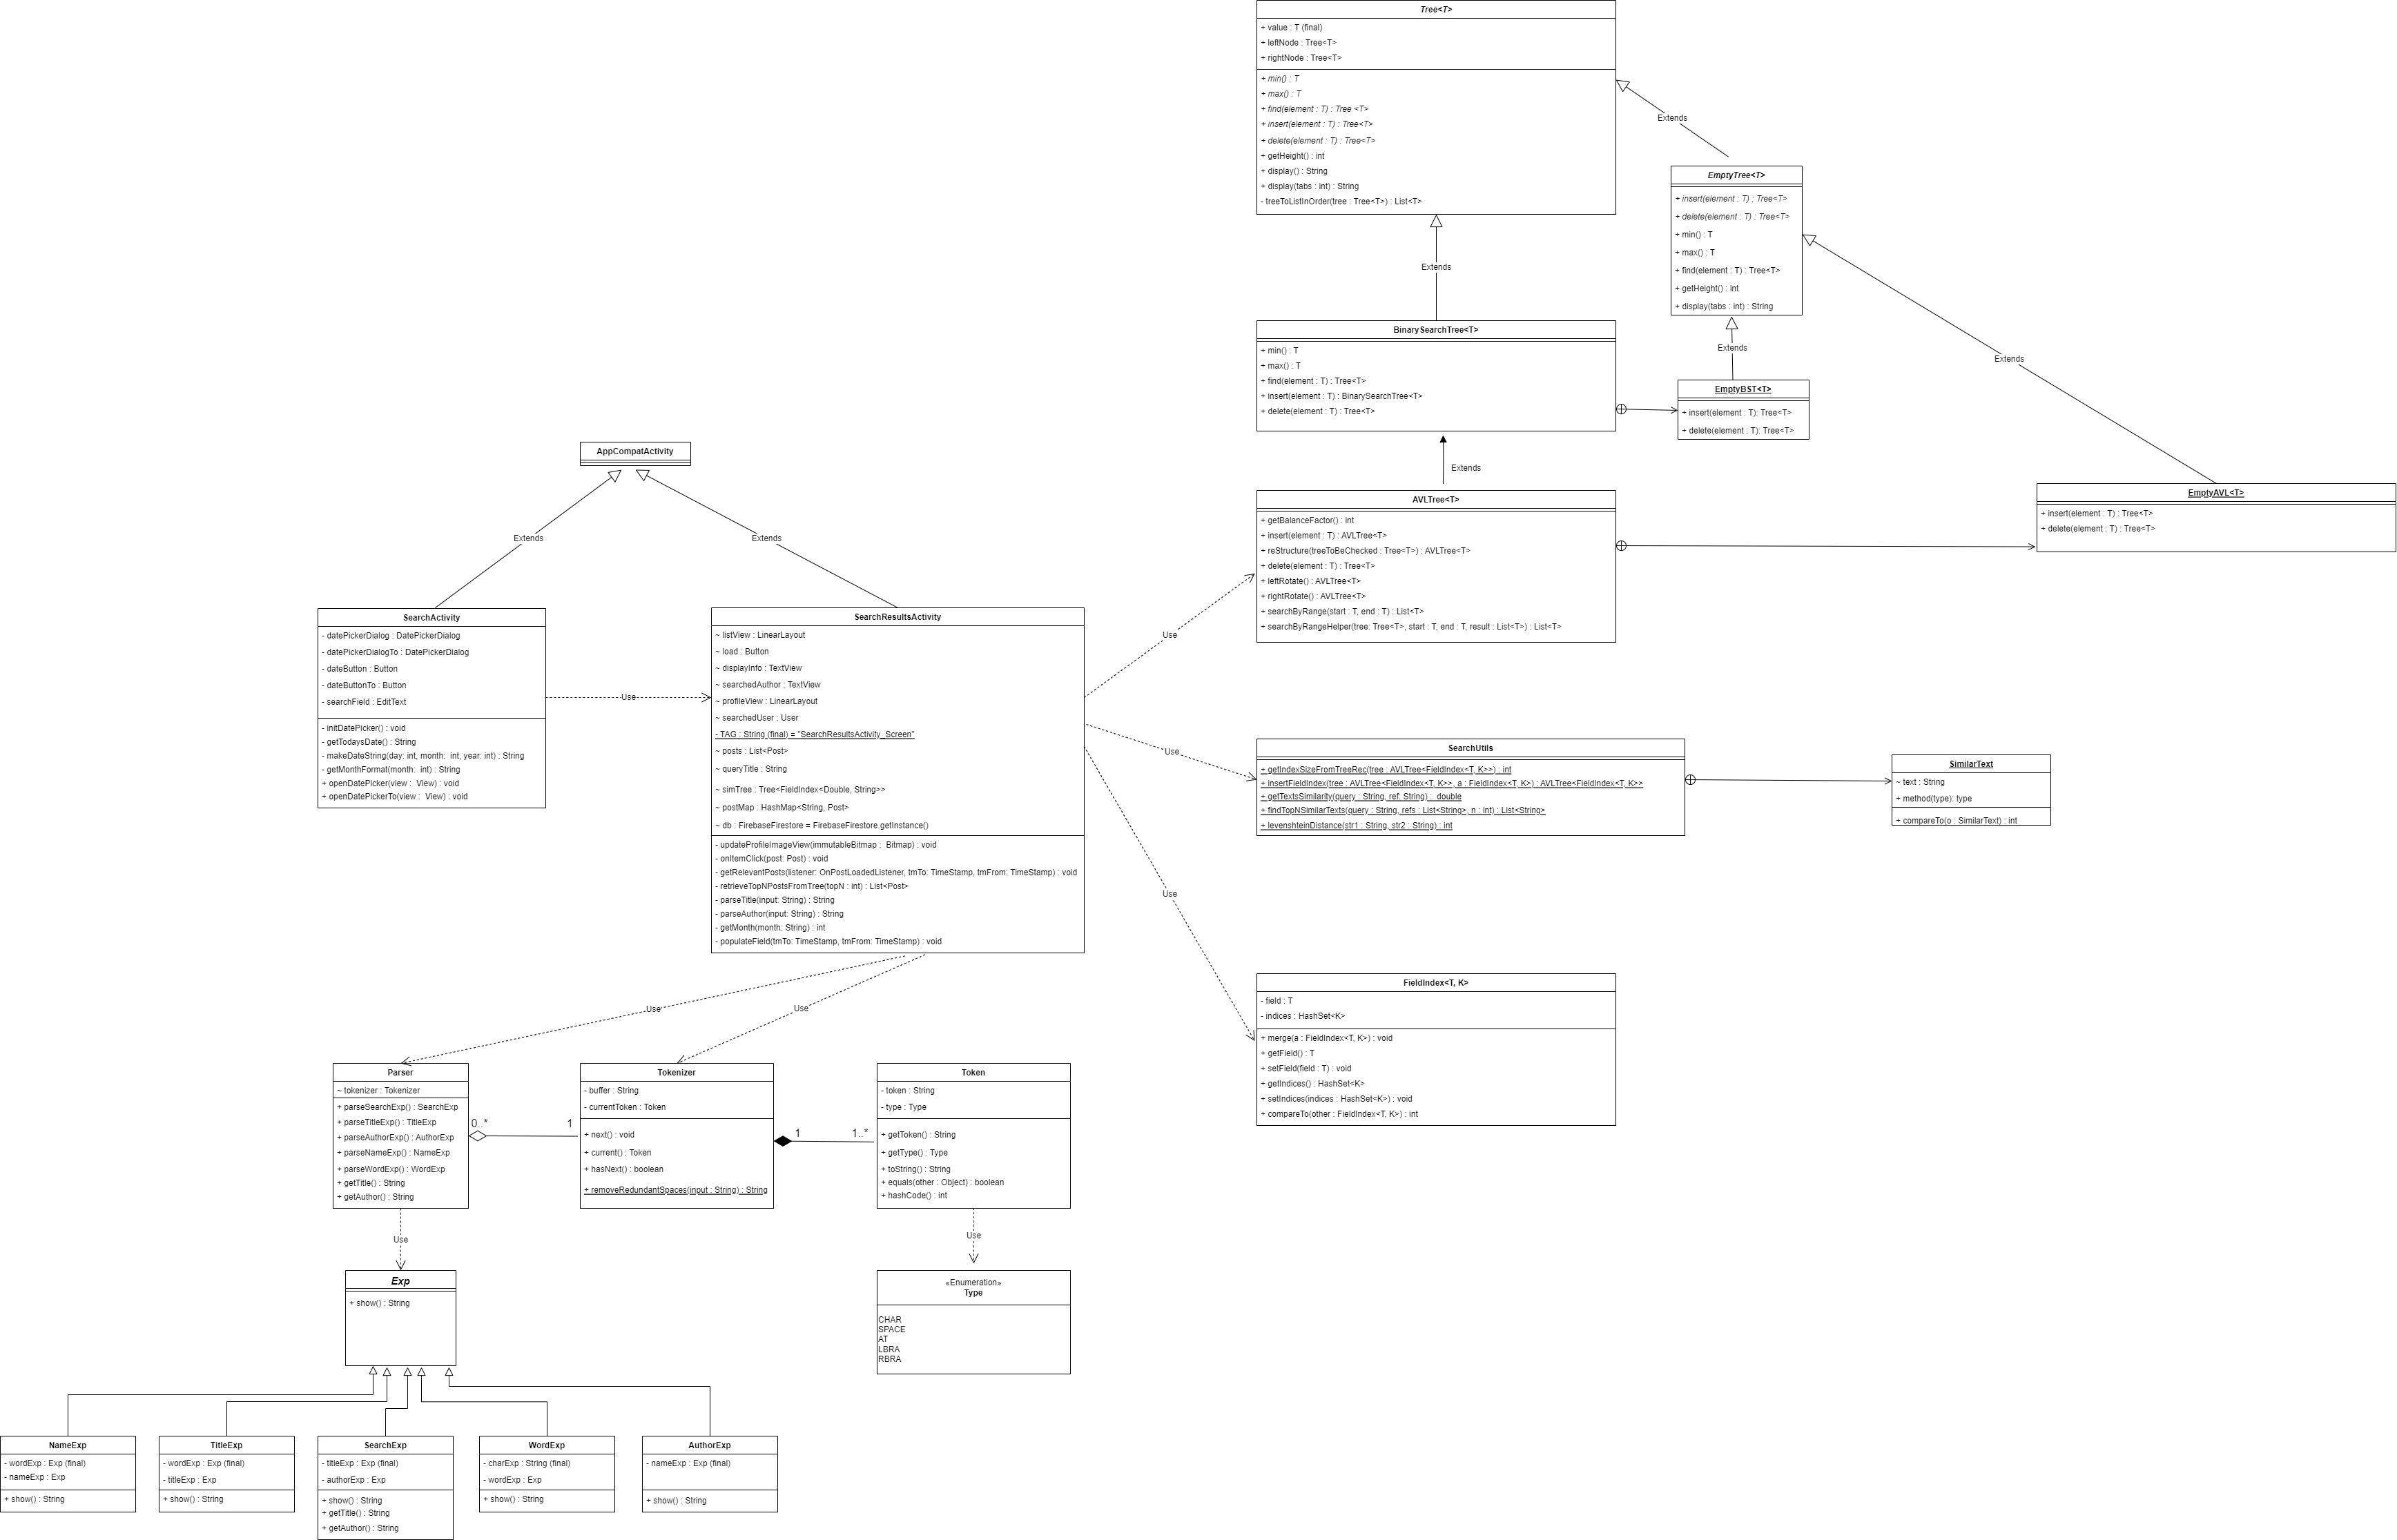 Tree<T>
+ value : T (final)
+ leftNode : Tree<T>
+ rightNode : Tree<T>
+ min() : T
+ max() : T
+ find(element : T) : Tree <T>
+ insert(element : T) : Tree<T>
+ delete(element : T) : Tree<T>
+ getHeight() : int
+ display() : String
+ display(tabs : int) : String
- treeToListInOrder(tree : Tree<T>) : List<T>
Extends
EmptyTree<T>
+ insert(element : T) : Tree<T>
+ delete(element : T) : Tree<T>
+ min() : T
+ max() : T
+ find(element : T) : Tree<T>
+ getHeight() : int
+ display(tabs : int) : String
Extends
BinarySearchTree<T>
+ min() : T
+ max() : T
+ find(element : T) : Tree<T>
+ insert(element : T) : BinarySearchTree<T>
+ delete(element : T) : Tree<T>
Extends
Extends
EmptyBST<T>
+ insert(element : T): Tree<T>
+ delete(element : T): Tree<T>
Extends
AVLTree<T>
+ getBalanceFactor() : int
+ insert(element : T) : AVLTree<T>
+ reStructure(treeToBeChecked : Tree<T>) : AVLTree<T>
+ delete(element : T) : Tree<T>
+ leftRotate() : AVLTree<T>
+ rightRotate() : AVLTree<T>
+ searchByRange(start : T, end : T) : List<T>
+ searchByRangeHelper(tree: Tree<T>, start : T, end : T, result : List<T>) : List<T>
EmptyAVL<T>
+ insert(element : T) : Tree<T>
+ delete(element : T) : Tree<T>
AppCompatActivity
Extends
Extends
SearchActivity
- datePickerDialog : DatePickerDialog
- datePickerDialogTo : DatePickerDialog
- dateButton : Button
- dateButtonTo : Button
- searchField : EditText
- initDatePicker() : void
- getTodaysDate() : String
- makeDateString(day: int, month: int, year: int) : String
- getMonthFormat(month: int) : String
+ openDatePicker(view : View) : void
+ openDatePickerTo(view : View) : void
Use
SearchResultsActivity
~ listView : LinearLayout
~ load : Button
~ displayInfo : TextView
~ searchedAuthor : TextView
~ profileView : LinearLayout
~ searchedUser : User
- TAG : String (final) = "SearchResultsActivity_Screen"
~ posts : List<Post>
~ queryTitle : String
~ simTree : Tree<FieldIndex<Double, String>>
~ postMap : HashMap<String, Post>
~ db : FirebaseFirestore = FirebaseFirestore.getInstance()
- updateProfileImageView(immutableBitmap : Bitmap) : void
- onItemClick(post: Post) : void
- getRelevantPosts(listener: OnPostLoadedListener, tmTo: TimeStamp, tmFrom: TimeStamp) : void
- retrieveTopNPostsFromTree(topN : int) : List<Post>
- parseTitle(input: String) : String
- parseAuthor(input: String) : String
- getMonth(month: String) : int
- populateField(tmTo: TimeStamp, tmFrom: TimeStamp) : void
Use
Use
Use
SearchUtils
+ getIndexSizeFromTreeRec(tree : AVLTree<FieldIndex<T, K>>) : int
+ insertFieldIndex(tree : AVLTree<FieldIndex<T, K>>, a : FieldIndex<T, K>) : AVLTree<FieldIndex<T, K>>
+ getTextsSimilarity(query : String, ref: String) : double
+ findTopNSimilarTexts(query : String, refs : List<String>, n : int) : List<String>
+ levenshteinDistance(str1 : String, str2 : String) : int
SimilarText
~ text : String
+ method(type): type
+ compareTo(o : SimilarText) : int
FieldIndex<T, K>
- field : T
- indices : HashSet<K>
+ merge(a : FieldIndex<T, K>) : void
+ getField() : T
+ setField(field : T) : void
+ getIndices() : HashSet<K>
+ setIndices(indices : HashSet<K>) : void
+ compareTo(other : FieldIndex<T, K>) : int
Use
Use
Parser
~ tokenizer : Tokenizer
+ parseSearchExp() : SearchExp
+ parseTitleExp() : TitleExp
+ parseAuthorExp() : AuthorExp
+ parseNameExp() : NameExp
+ parseWordExp() : WordExp
+ getTitle() : String
+ getAuthor() : String
0..*
1
Tokenizer
- buffer : String
- currentToken : Token
+ next() : void
+ current() : Token
+ hasNext() : boolean
+ removeRedundantSpaces(input : String) : String
1
1..*
Token
- token : String
- type : Type
+ getToken() : String
+ getType() : Type
+ toString() : String
+ equals(other : Object) : boolean
+ hashCode() : int
Use
Use
Exp
+ show() : String
«Enumeration»
Type
CHAR
SPACE
AT
LBRA
RBRA
NameExp
- wordExp : Exp (final)
- nameExp : Exp
+ show() : String
TitleExp
- wordExp : Exp (final)
- titleExp : Exp
+ show() : String
SearchExp
- titleExp : Exp (final)
- authorExp : Exp
+ show() : String
+ getTitle() : String
+ getAuthor() : String
WordExp
- charExp : String (final)
- wordExp : Exp
+ show() : String
AuthorExp
- nameExp : Exp (final)
+ show() : String